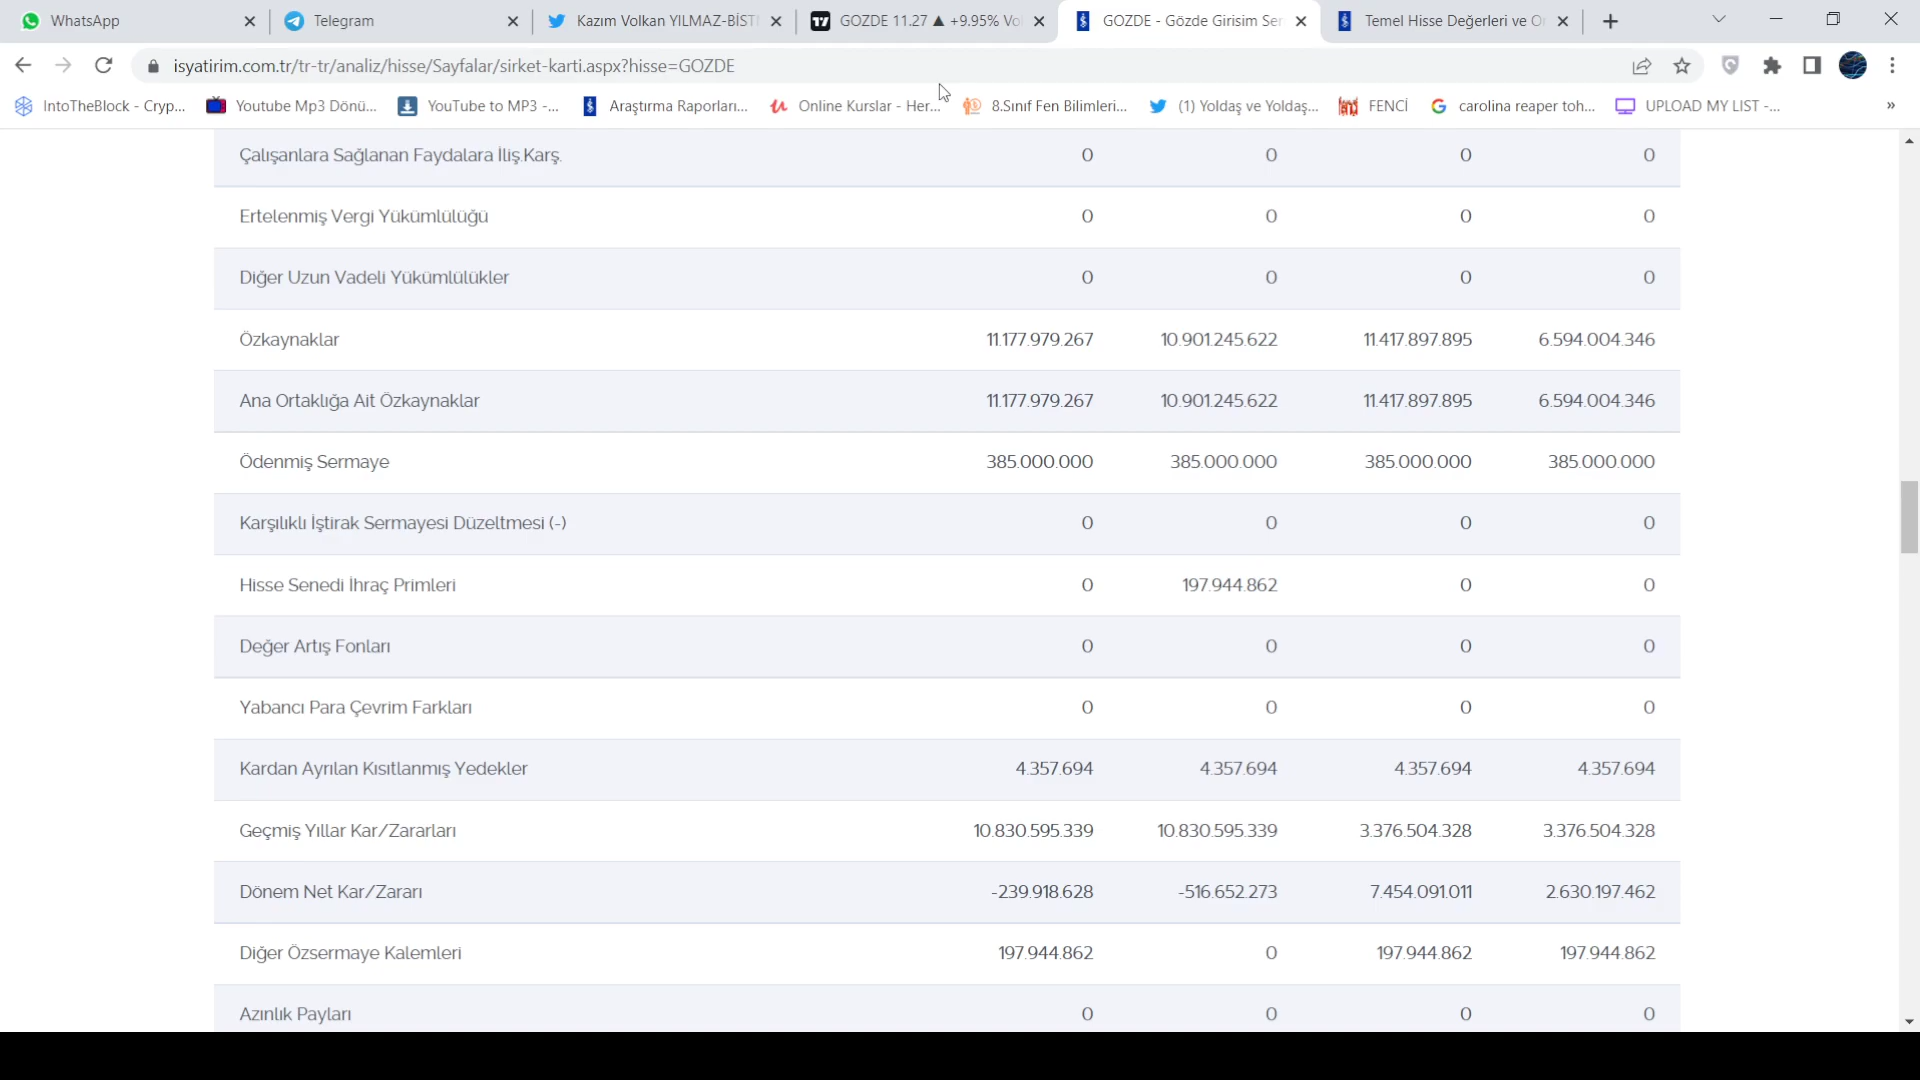 WhatsApp
Telegram
Kazım Volkan YILMAZ-BİST
GOZDE 11.27 ▲ +9.95% Vo
GOZDE - Gözde Girisim Ser
Temel Hisse Değerleri ve O
isyatirim.com.tr/tr-tr/analiz/hisse/Sayfalar/sirket-karti.aspx?hisse=GOZDE
IntoTheBlock - Cryp...
Youtube Mp3 Dönü...
YouTube to MP3 -...
Araştırma Raporları...
Online Kurslar - Her...
8.Sınıf Fen Bilimleri...
(1) Yoldaş ve Yoldaş...
FENCİ
carolina reaper toh...
UPLOAD MY LIST -...
»
Çalışanlara Sağlanan Faydalara İliş.Karş. 0 0 0 0
Ertelenmiş Vergi Yükümlülüğü 0 0 0 0
Diğer Uzun Vadeli Yükümlülükler 0 0 0 0
Özkaynaklar 11.177.979.267 10.901.245.622 11.417.897.895 6.594.004.346
Ana Ortaklığa Ait Özkaynaklar 11.177.979.267 10.901.245.622 11.417.897.895 6.594.004.346
Ödenmiş Sermaye 385.000.000 385.000.000 385.000.000 385.000.000
Karşılıklı İştirak Sermayesi Düzeltmesi (-) 0 0 0 0
Hisse Senedi İhraç Primleri 0 197.944.862 0 0
Değer Artış Fonları 0 0 0 0
Yabancı Para Çevrim Farkları 0 0 0 0
Kardan Ayrılan Kısıtlanmış Yedekler 4.357.694 4.357.694 4.357.694 4.357.694
Geçmiş Yıllar Kar/Zararları 10.830.595.339 10.830.595.339 3.376.504.328 3.376.504.328
Dönem Net Kar/Zararı -239.918.628 -516.652.273 7.454.091.011 2.630.197.462
Diğer Özsermaye Kalemleri 197.944.862 0 197.944.862 197.944.862
Azınlık Payları 0 0 0 0